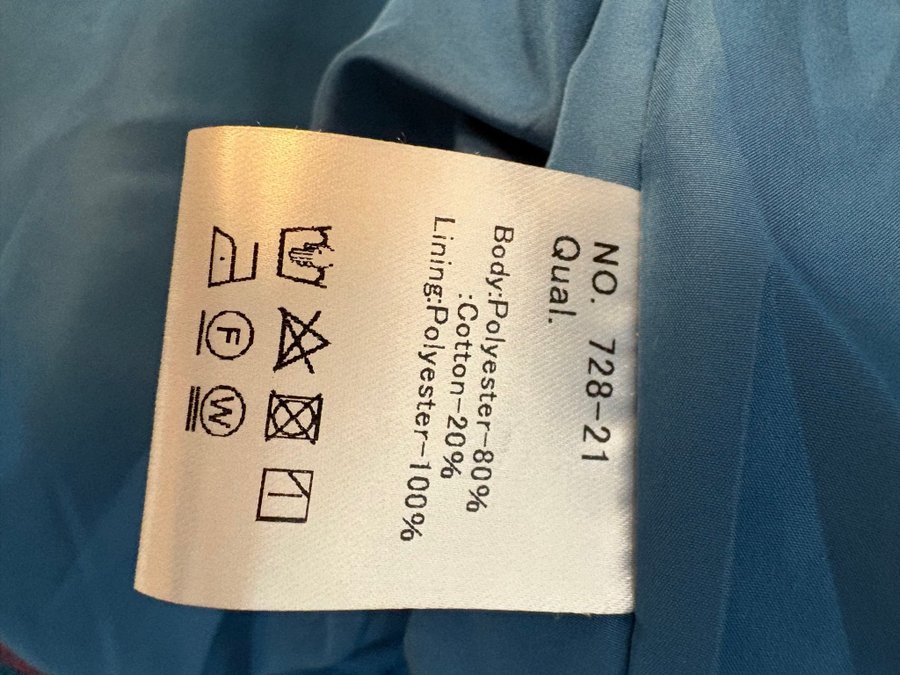 NO. 728-21
Qual.
Body:Polyester-80%
:Cotton-20%
Lining:Polyester-100%
F
W